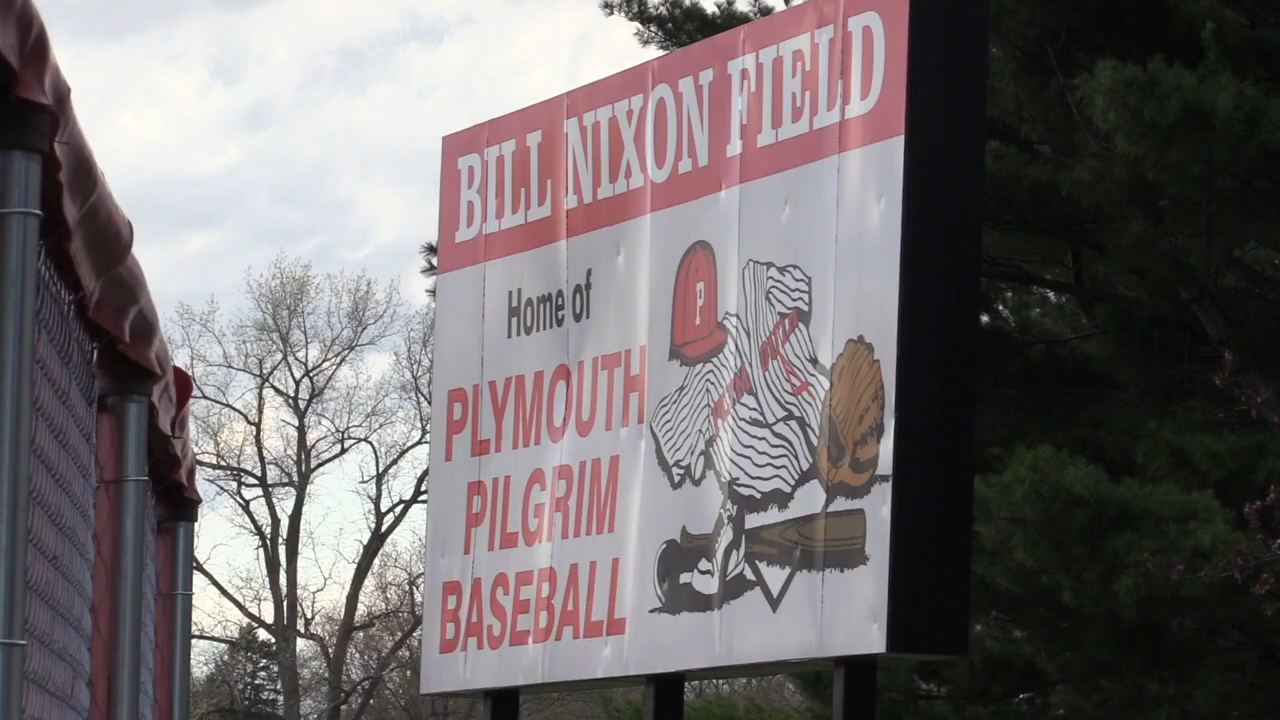 BILL NIXON FIELD
Home of
PLYMOUTH
PILGRIM
BASEBALL
P